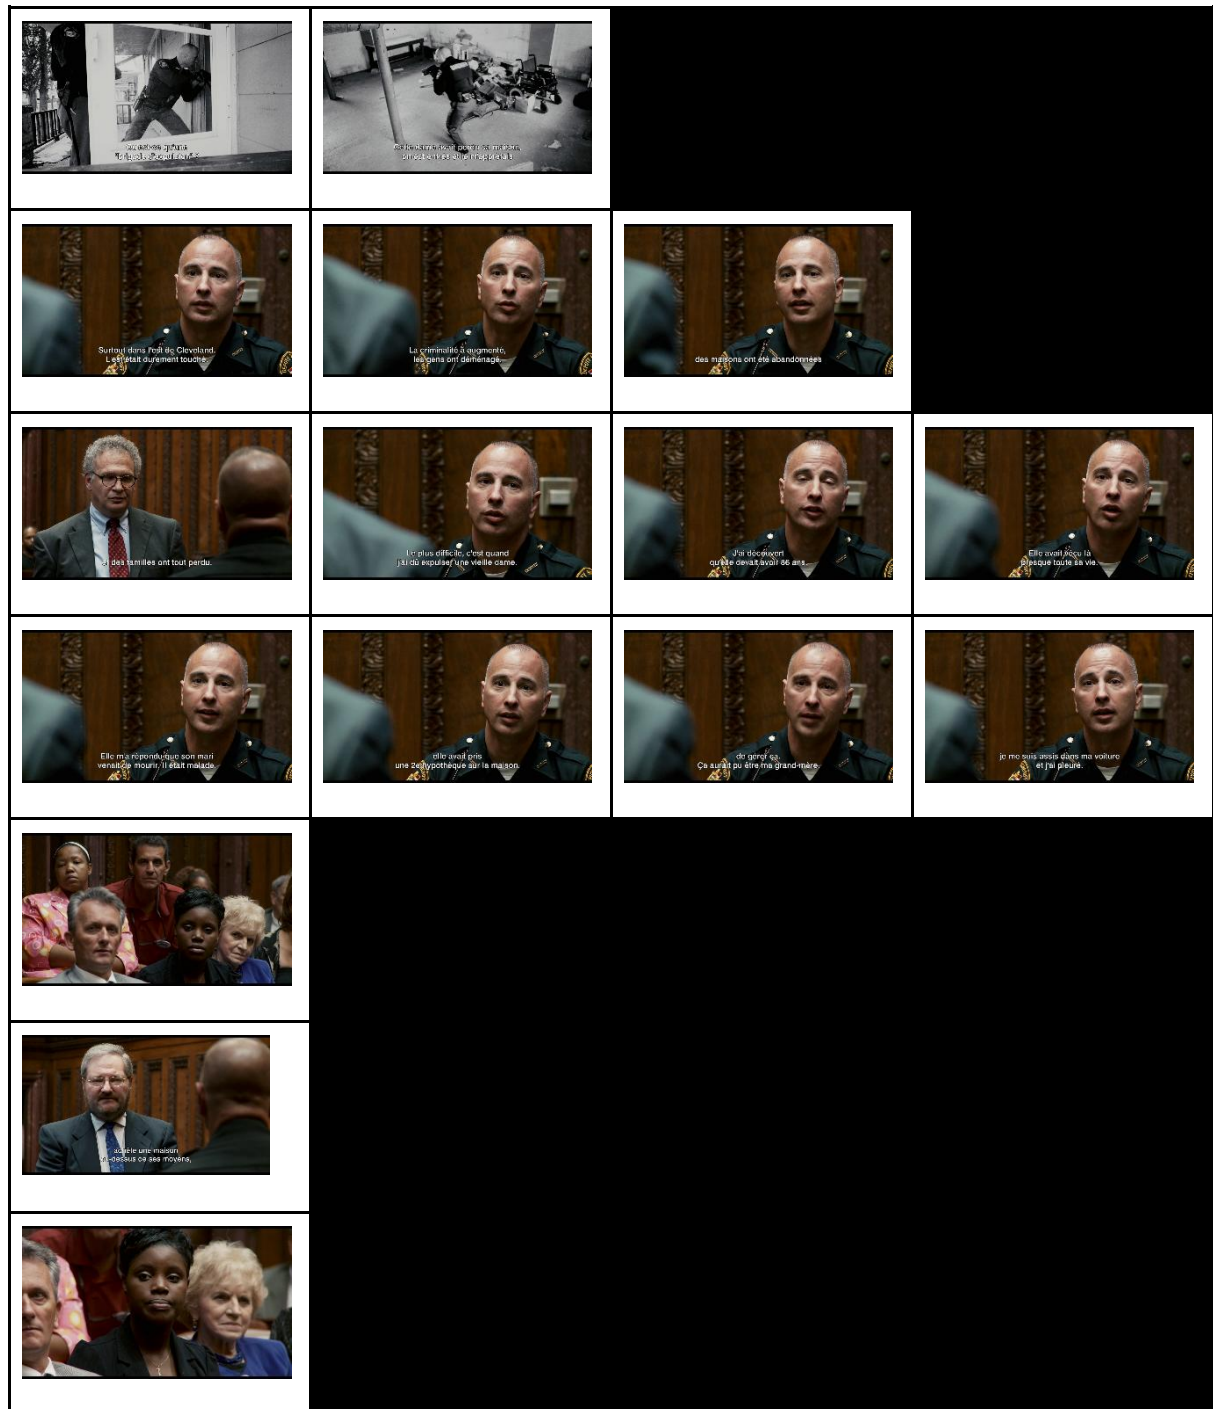 Surtout dans l'est de Cleveland.
L'est était durement touché.
La criminalité a augmenté,
les gens ont déménagé.
des maisons ont été abandonnées
et des familles ont tout perdu.
Le plus difficile, c'est quand
j'ai dû expulser une vieille dame.
J'ai découvert
qu'elle devait avoir 86 ans.
Elle avait vécu là
presque toute sa vie.
Elle m'a répondu que son mari
venait de mourir. Il était malade.
elle avait pris
une 2e hypothèque sur la maison.
de gérer ça.
Ça aurait pu être ma grand-mère.
je me suis assis dans ma voiture
et j'ai pleuré.
achète une maison
au-dessus de ses moyens,